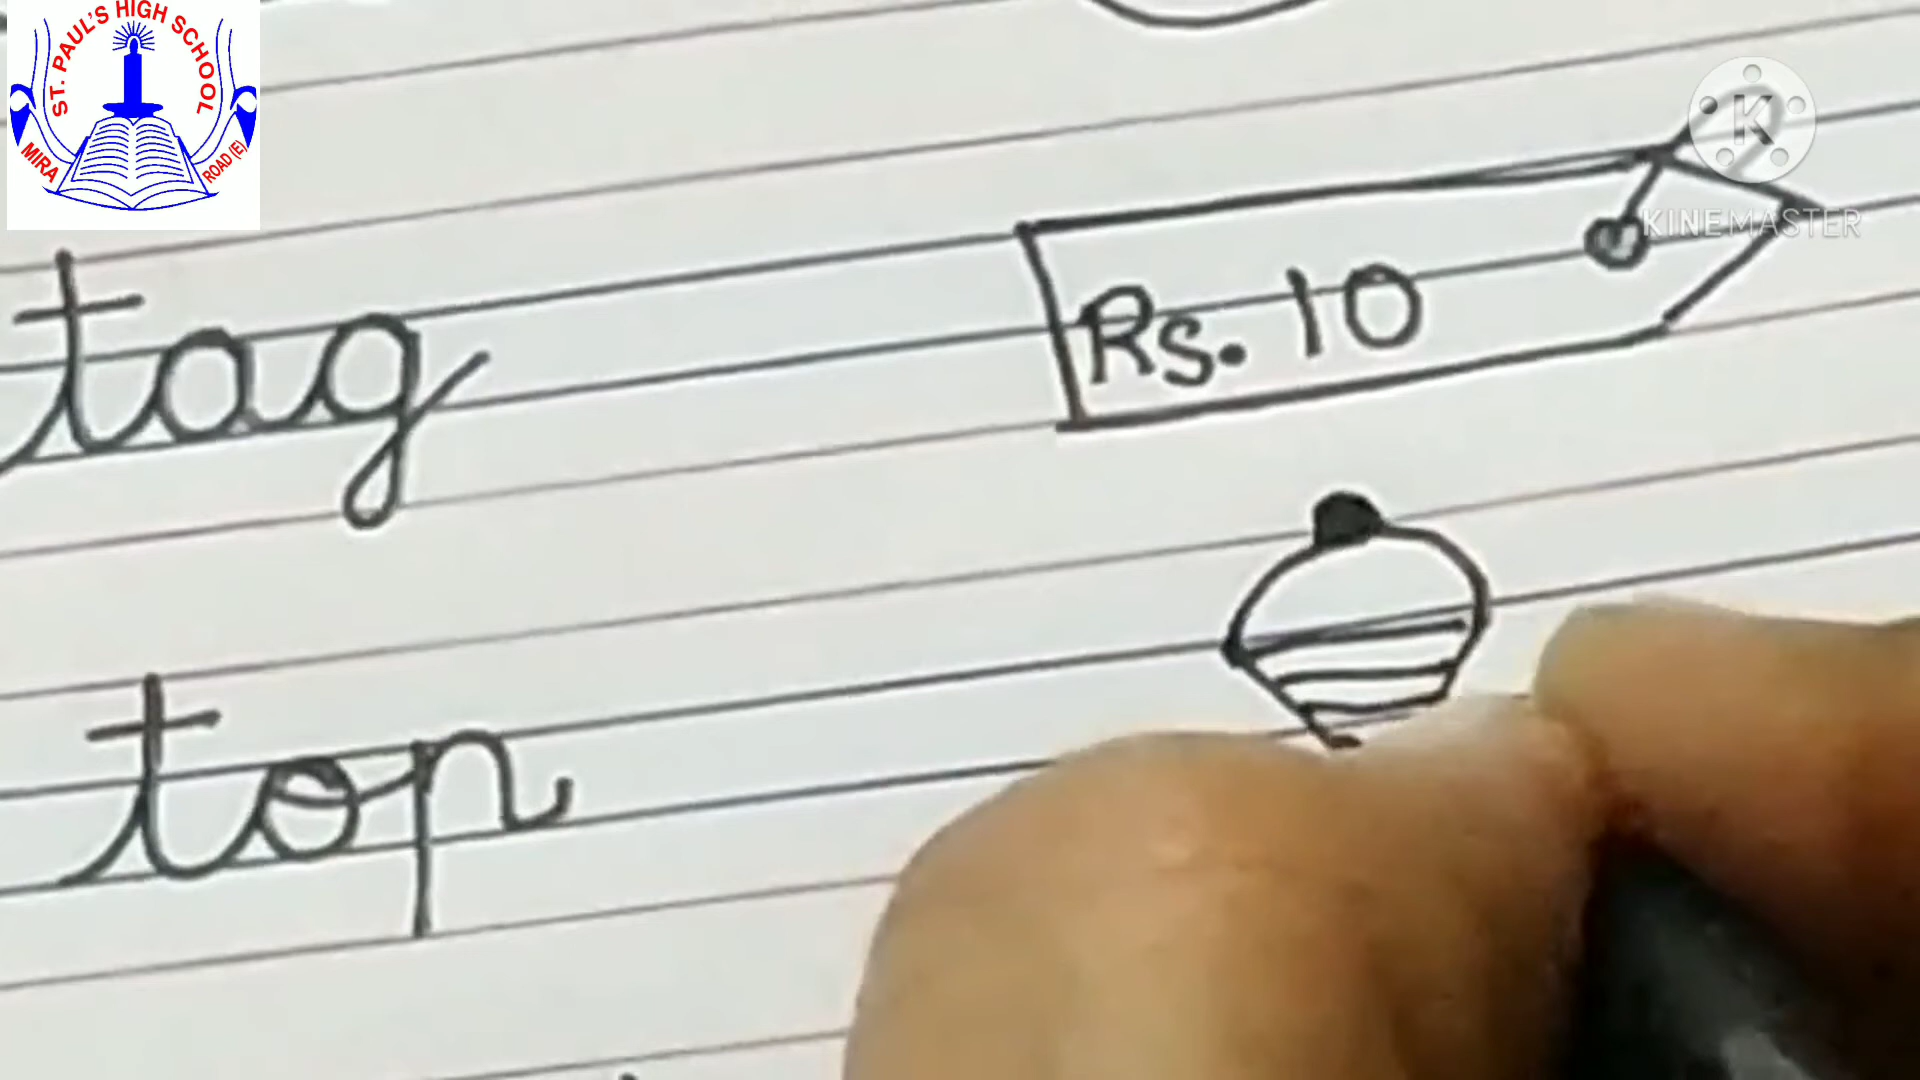 ST. PAUL'S HIGH SCHOOL
MIRA ROAD (E)
K
KINEMASTER
tag
Rs. 10
top